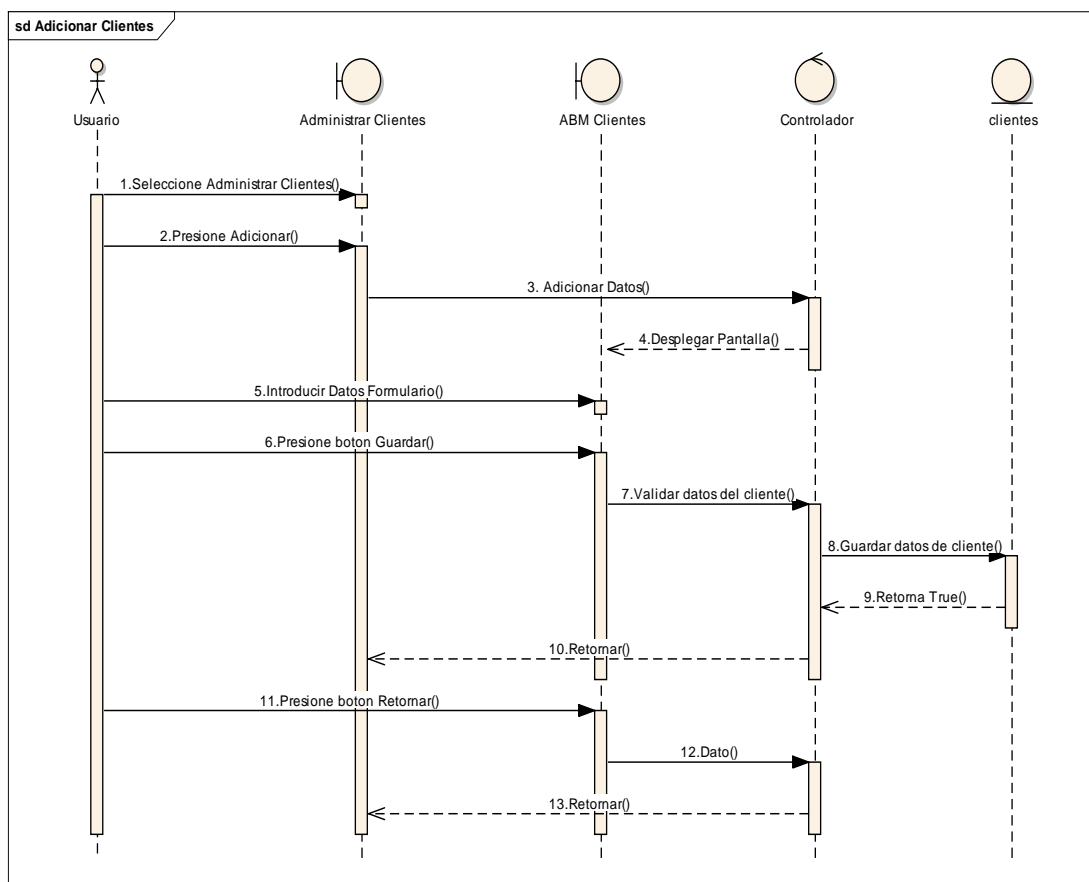 sd Adicionar Clientes
Usuario
Administrar Clientes
ABM Clientes
Controlador
clientes
1.Seleccione Administrar Clientes()
2.Presione Adicionar()
3. Adicionar Datos()
4.Desplegar Pantalla()
5.Introducir Datos Formulario()
6.Presione boton Guardar()
7.Validar datos del cliente()
8.Guardar datos de cliente()
9.Retorna True()
10.Retornar()
11.Presione boton Retornar()
12.Dato()
13.Retornar()